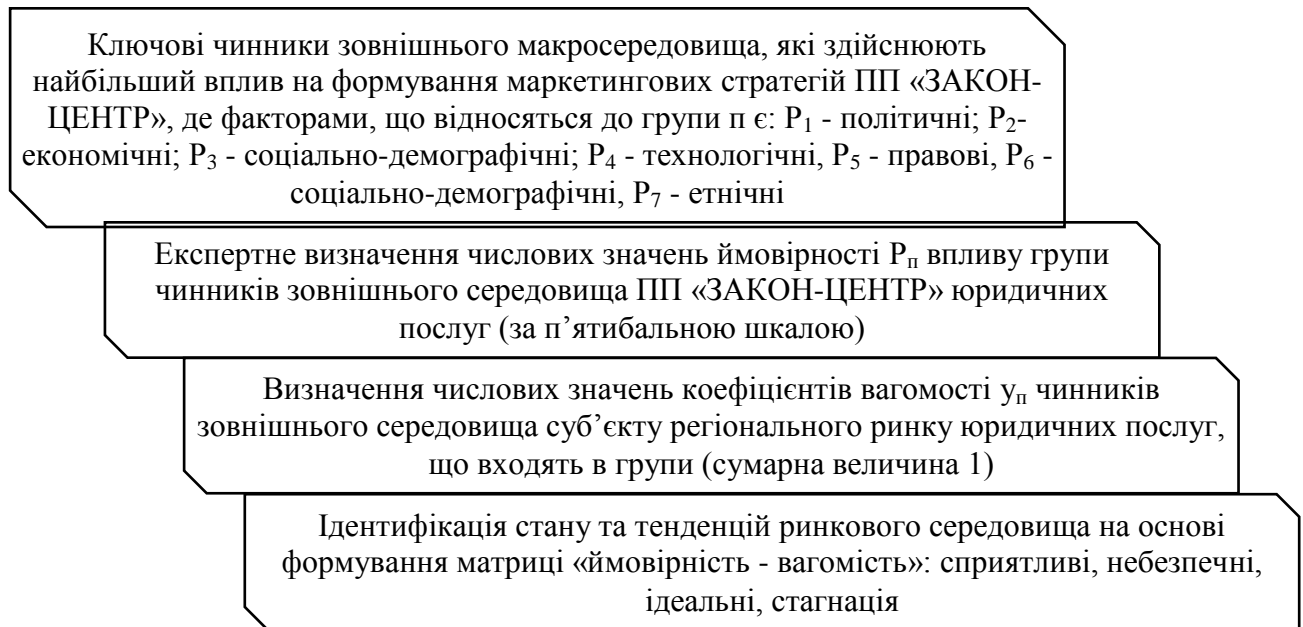 Ключові чинники зовнішнього макросередовища, які здійснюють
найбільший вплив на формування маркетингових стратегій ПП «ЗАКОН-
ЦЕНТР», де факторами, що відносяться до групи п є: P₁ - політичні; P₂-
економічні; P₃ - соціально-демографічні; P₄ - технологічні, P₅ - правові, P₆ -
соціально-демографічні, P₇ - етнічні
Експертне визначення числових значень ймовірності Pₙ впливу групи
чинників зовнішнього середовища ПП «ЗАКОН-ЦЕНТР» юридичних
послуг (за п’ятибальною шкалою)
Визначення числових значень коефіцієнтів вагомості yₙ чинників
зовнішнього середовища суб’єкту регіонального ринку юридичних послуг,
що входять в групи (сумарна величина 1)
Ідентифікація стану та тенденцій ринкового середовища на основі
формування матриці «ймовірність - вагомість»: сприятливі, небезпечні,
ідеальні, стагнація